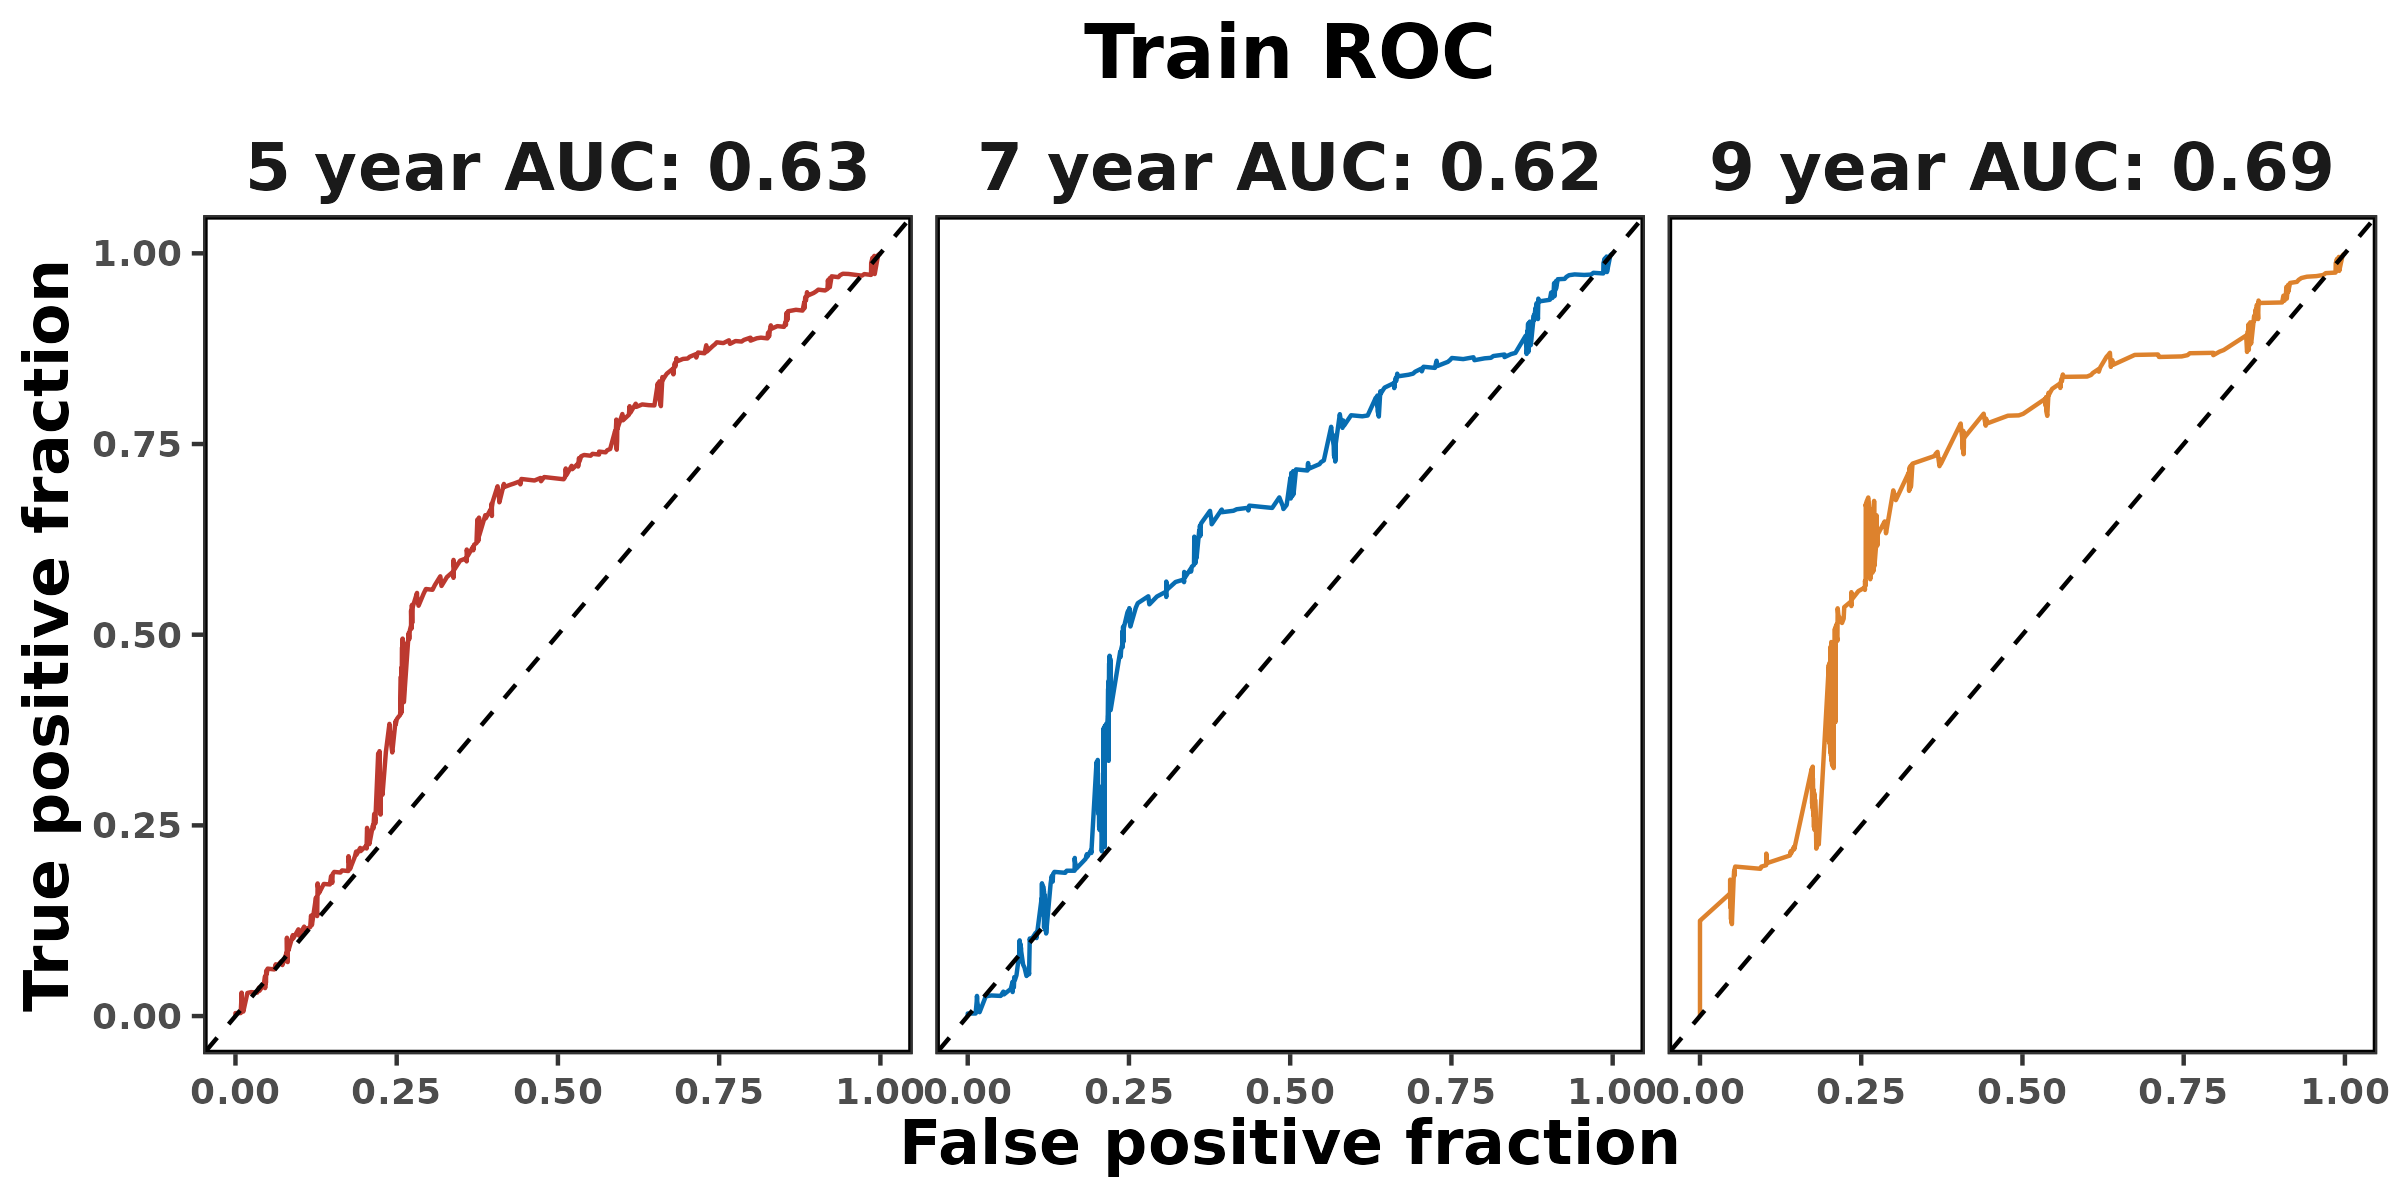 Train ROC
5 year AUC: 0.63 7 year AUC: 0.62 9 year AUC: 0.69
True positive fraction
1.00
0.75
0.50
0.25
0.00
0.00 0.25 0.50 0.75 1.00 0.00 0.25 0.50 0.75 1.00 0.00 0.25 0.50 0.75 1.00
False positive fraction